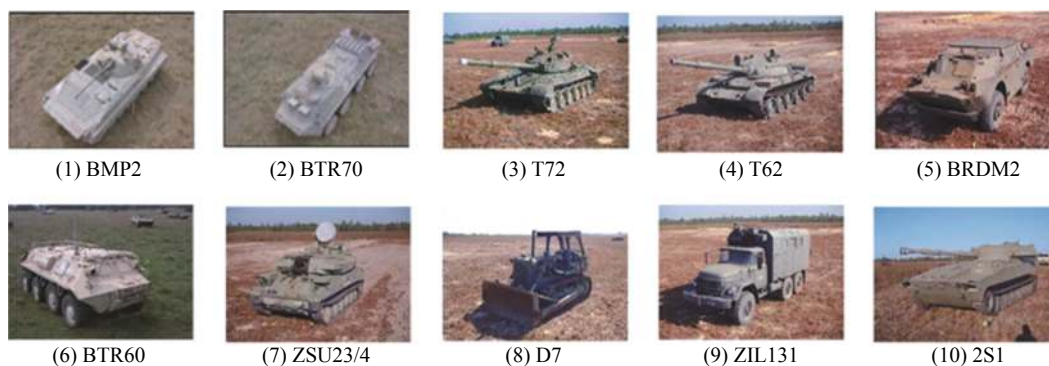 (1) BMP2
(2) BTR70
(3) T72
(4) T62
(5) BRDM2
(6) BTR60
(7) ZSU23/4
(8) D7
(9) ZIL131
(10) 2S1